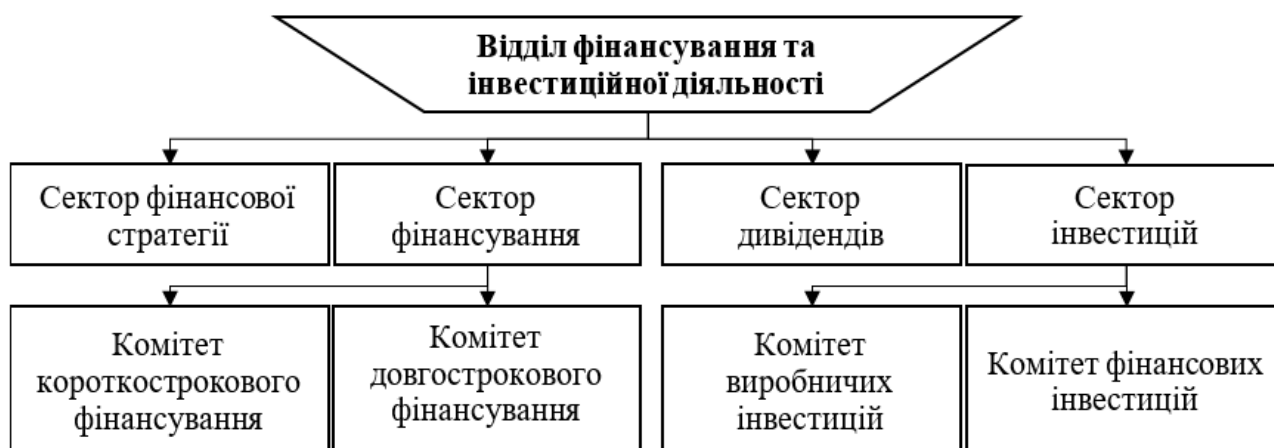 Відділ фінансування та
інвестиційної діяльності
Сектор фінансової
стратегії
Сектор
фінансування
Сектор
дивідендів
Сектор
інвестицій
Комітет
короткострокового
фінансування
Комітет
довгострокового
фінансування
Комітет
виробничих
інвестицій
Комітет фінансових
інвестицій